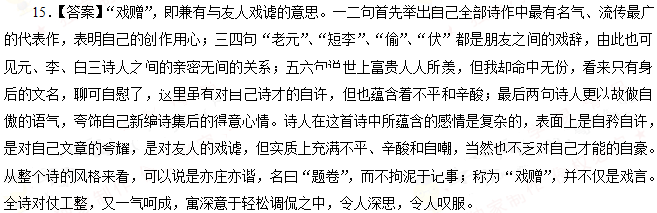 15.【答案】“戏赠”，即兼有与友人戏谑的意思。一二句首先举出自己全部诗作中最有名气、流传最广
的代表作，表明自己的创作用心；三四句“老元”、“短李”、“偷”、“伏”都是朋友之间的戏辞，由此也可
见元、李、白三诗人之间的亲密无间的关系；五六句道世上富贵人人所羡，但我却命中无份，看来只有身
后的文名，聊可自慰了，这里虽有对自己诗才的自许，但也蕴含着不平和辛酸；最后两句诗人更以故做自
傲的语气，夸饰自己新编诗集后的得意心情。诗人在这首诗中所蕴含的感情是复杂的，表面上是自矜自许，
是对自己文章的夸耀，是对友人的戏谑，但实质上充满不平、辛酸和自嘲，当然也不乏对自己才能的自豪。
从整个诗的风格来看，可以说是亦庄亦谐，名曰“题卷”，而不拘泥于记事；称为“戏赠”，并不仅是戏言。
全诗对仗工整，又一气呵成，寓深意于轻松调侃之中，令人深思，令人叹服。